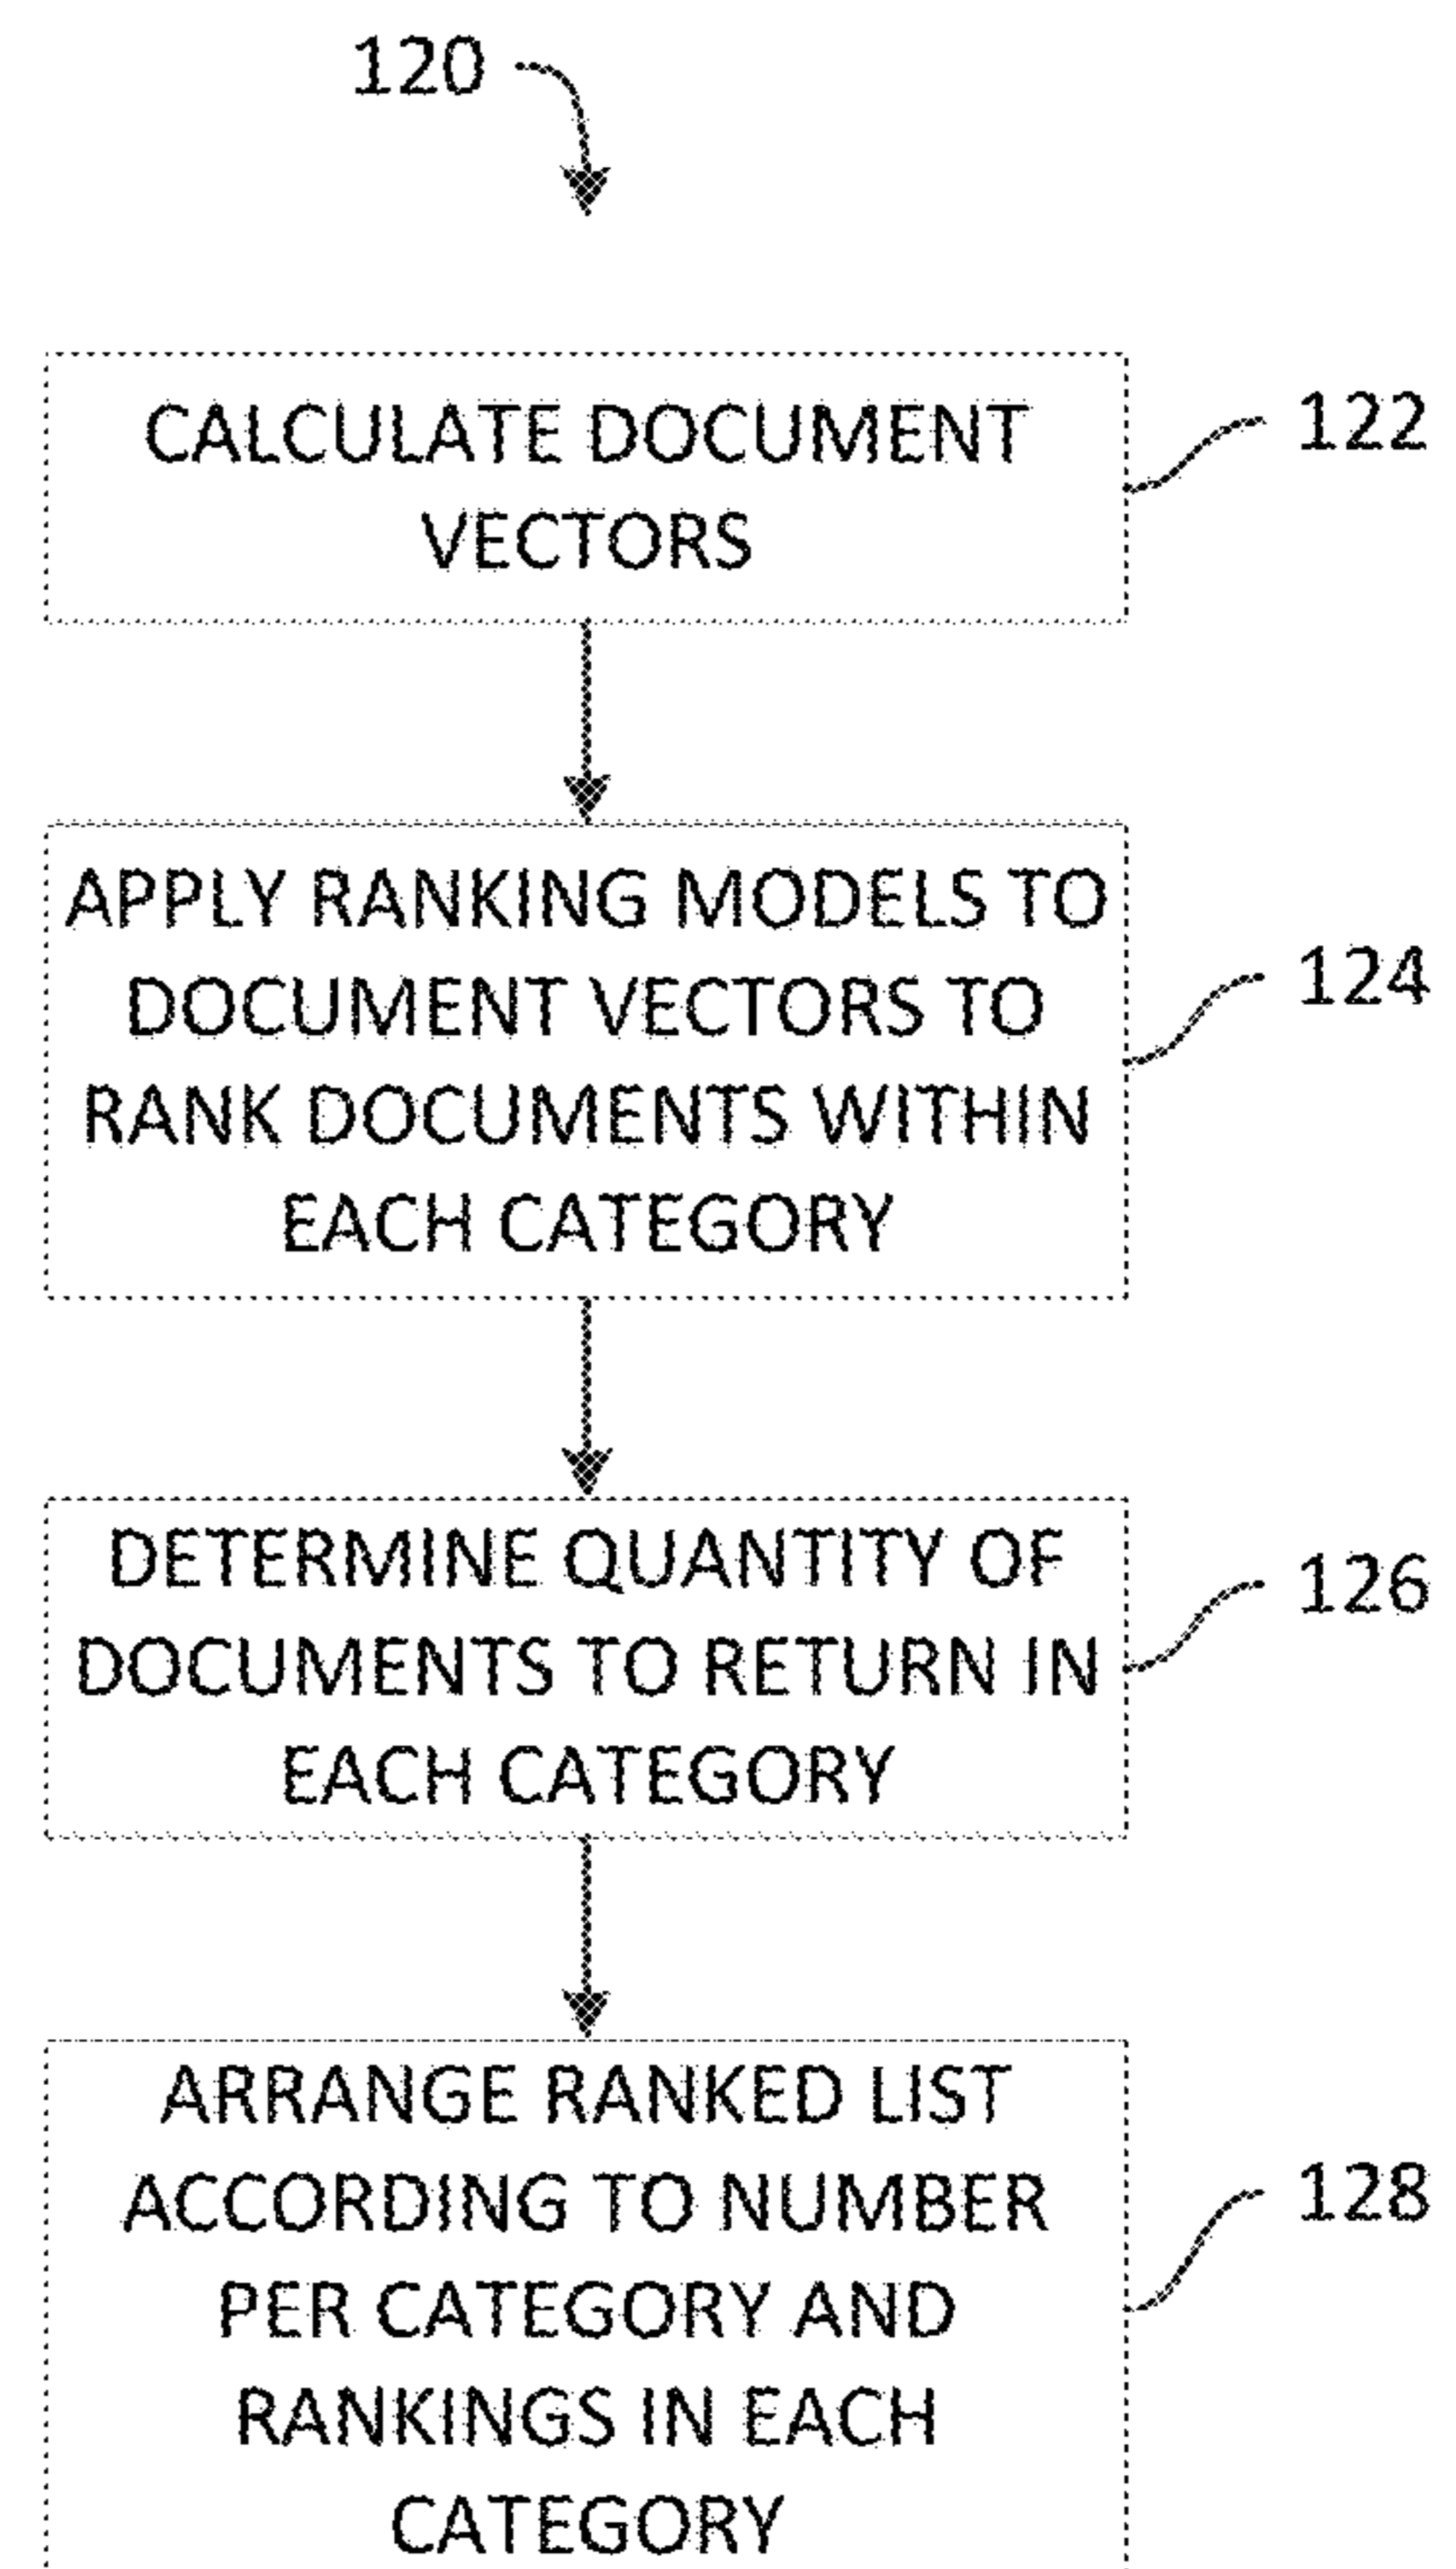 120
CALCULATE DOCUMENT
VECTORS
122
APPLY RANKING MODELS TO
DOCUMENT VECTORS TO
RANK DOCUMENTS WITHIN
EACH CATEGORY
124
DETERMINE QUANTITY OF
DOCUMENTS TO RETURN IN
EACH CATEGORY
126
ARRANGE RANKED LIST
ACCORDING TO NUMBER
PER CATEGORY AND
RANKINGS IN EACH
CATEGORY
128